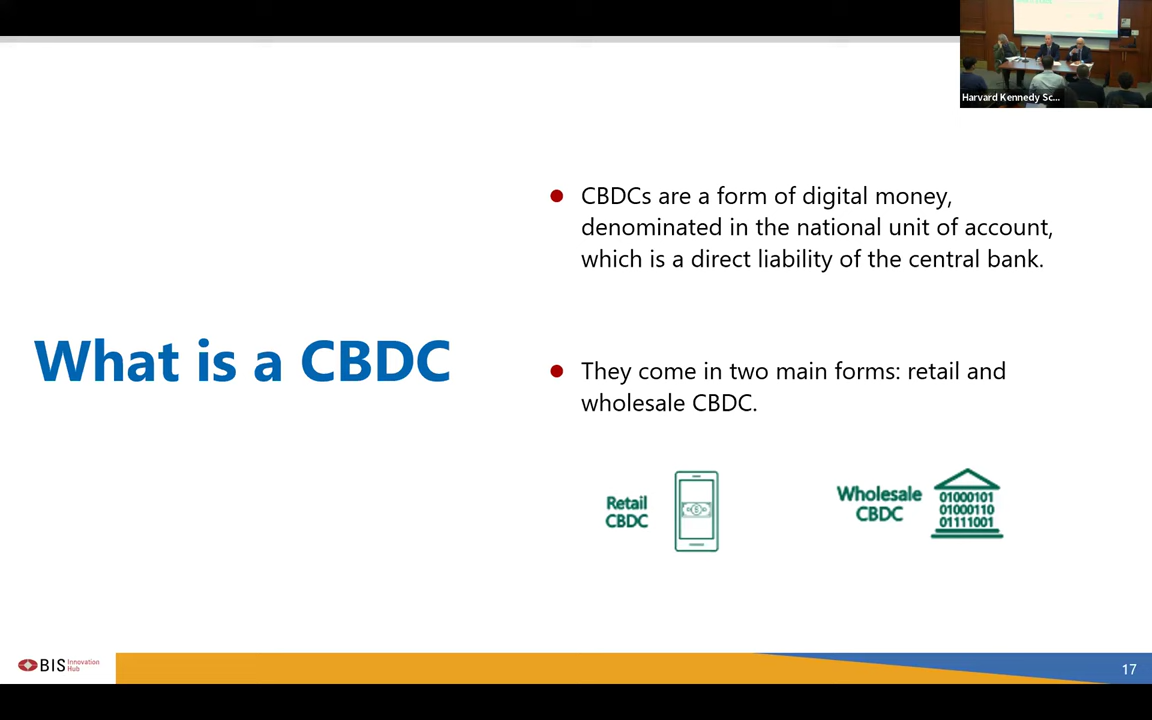 Harvard Kennedy Sc...
CBDCs are a form of digital money,
denominated in the national unit of account,
which is a direct liability of the central bank.
What is a CBDC
They come in two main forms: retail and
wholesale CBDC.
Retail
CBDC
Wholesale
CBDC
01000101
01000110
01111001
BIS Innovation
Hub
17